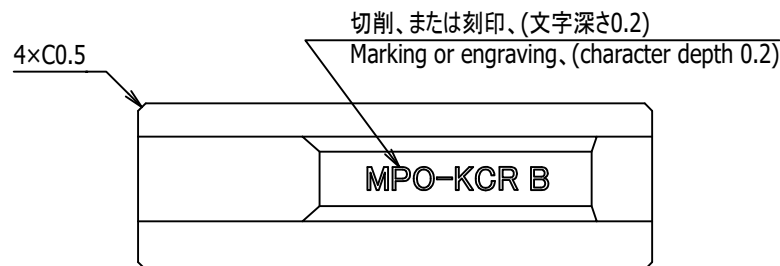 切削、または刻印、(文字深さ0.2)
Marking or engraving、(character depth 0.2)
4×C0.5
MPO-KCR B